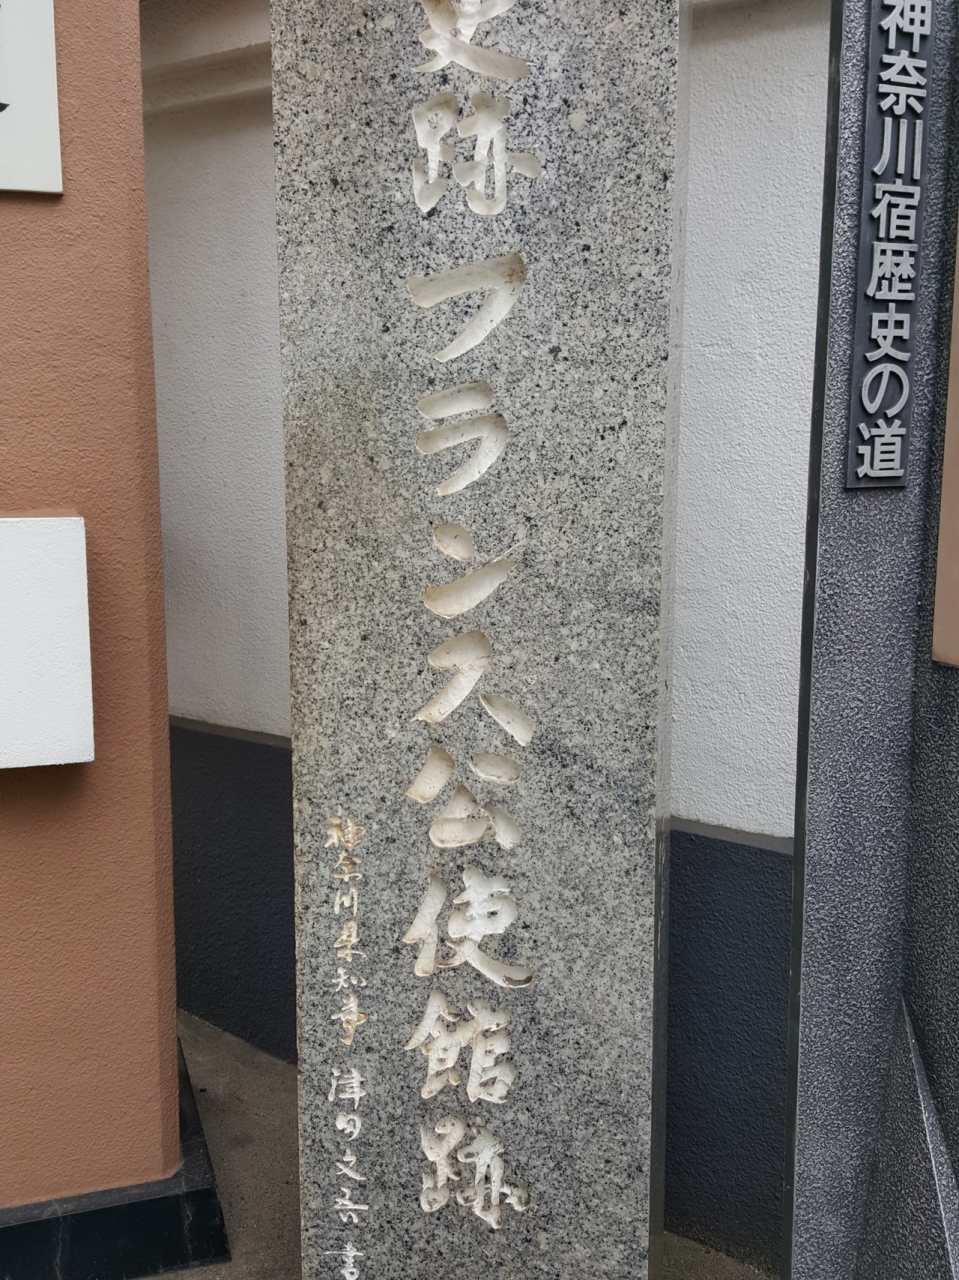 神奈川宿歴史の道
史跡フランス公使館跡
神奈川県知事 津田文吾 書